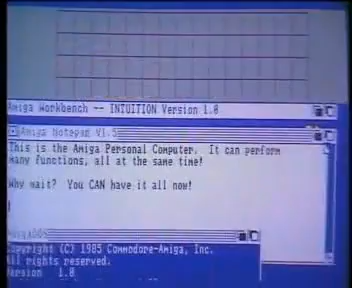 Amiga Workbench -- INTUITION Version 1.0
Amiga Notepad V1.5
This is the Amiga Personal Computer.  It can perform
many functions, all at the same time!
Why wait?  You CAN have it all now!
AmigaDOS
Copyright (C) 1985 Commodore-Amiga, Inc.
All rights reserved.
Version  1.0